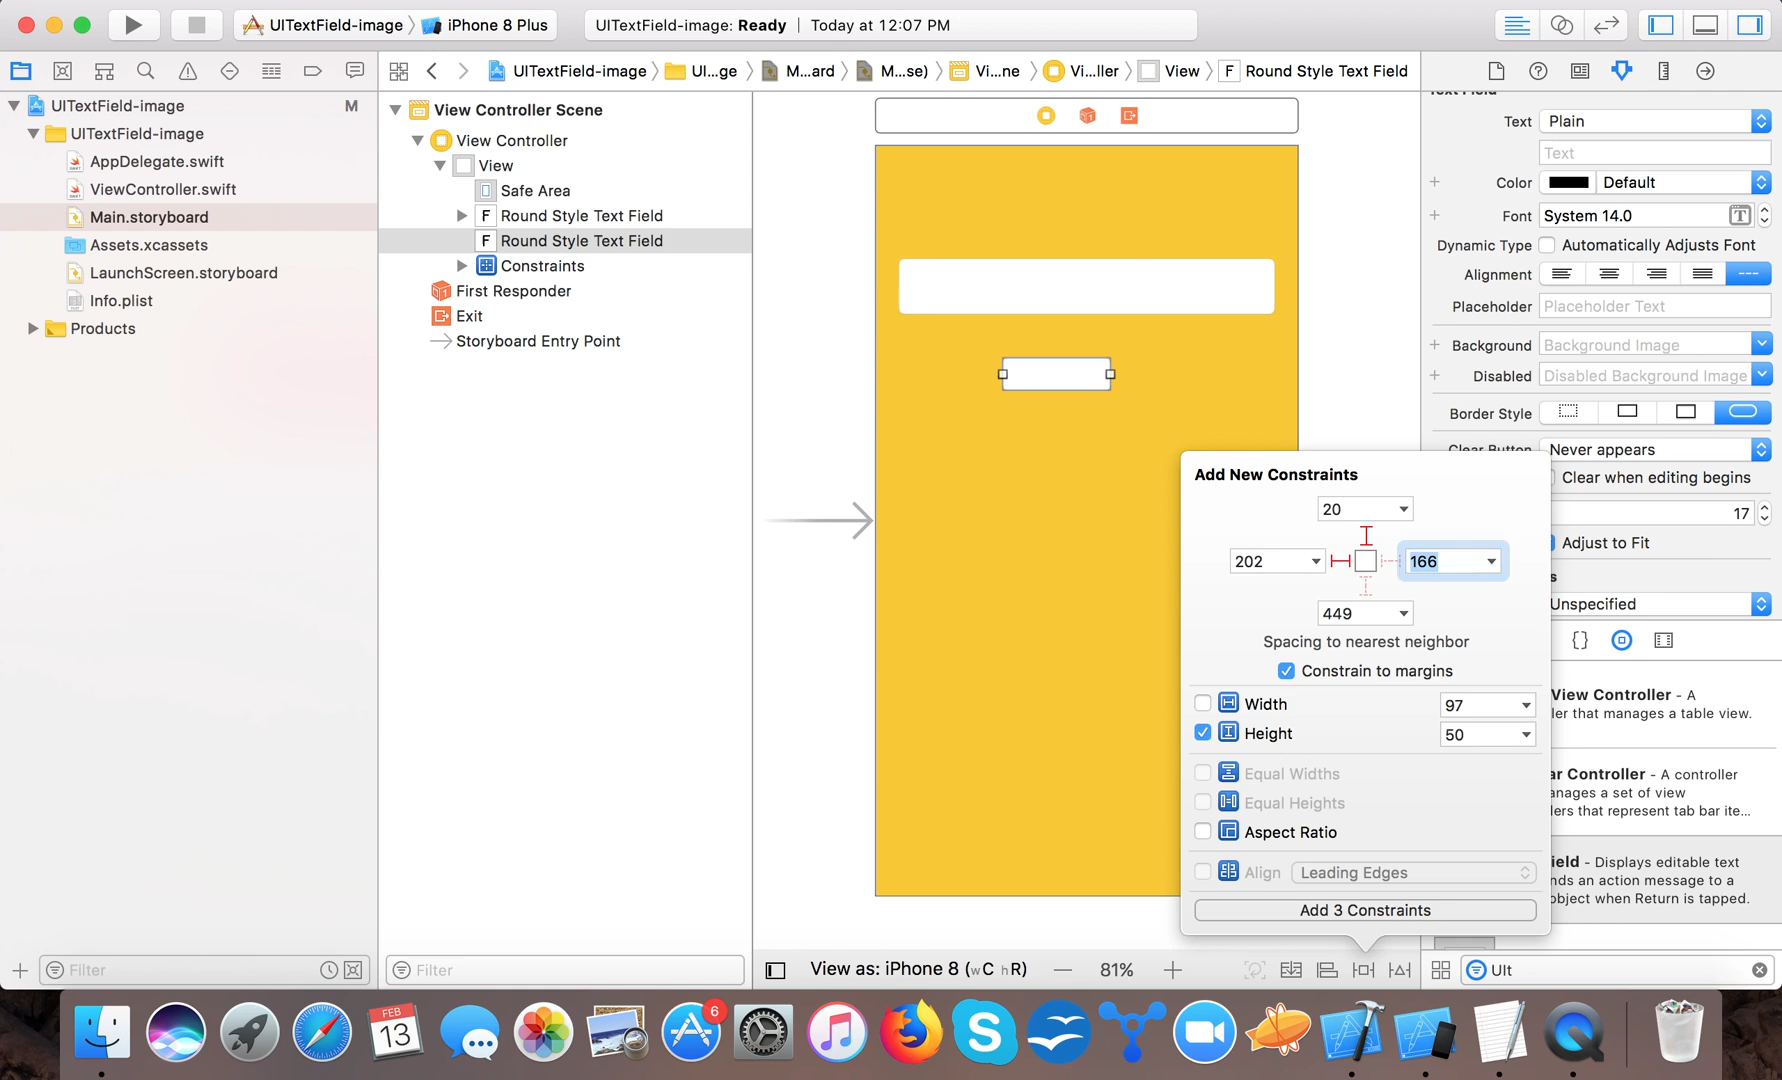 UITextField-image
iPhone 8 Plus
UITextField-image: Ready
Today at 12:07 PM
UITextField-image
UI...ge
M...ard
M...se)
Vi...ne
Vi...ller
View
F
Round Style Text Field
UITextField-image
M
UITextField-image
AppDelegate.swift
ViewController.swift
Main.storyboard
Assets.xcassets
LaunchScreen.storyboard
Info.plist
Products
View Controller Scene
View Controller
View
Safe Area
F Round Style Text Field
F Round Style Text Field
Constraints
First Responder
Exit
Storyboard Entry Point
Text Field
Text
Plain
Text
Color
Default
Font
System 14.0
T
Dynamic Type
Automatically Adjusts Font
Alignment
Placeholder
Placeholder Text
Background
Background Image
Disabled
Disabled Background Image
Border Style
Clear Button
Never appears
Clear when editing begins
17
Adjust to Fit
s
Unspecified
Add New Constraints
20
202
166
449
Spacing to nearest neighbor
Constrain to margins
Width
97
Height
50
Equal Widths
Equal Heights
Aspect Ratio
Align
Leading Edges
Add 3 Constraints
View Controller - A
ler that manages a table view.
ar Controller - A controller
anages a set of view
lers that represent tab bar ite...
ield - Displays editable text
nds an action message to a
object when Return is tapped.
Filter
Filter
View as: iPhone 8 (wC hR)
81%
UIt
FEB
13
6
S